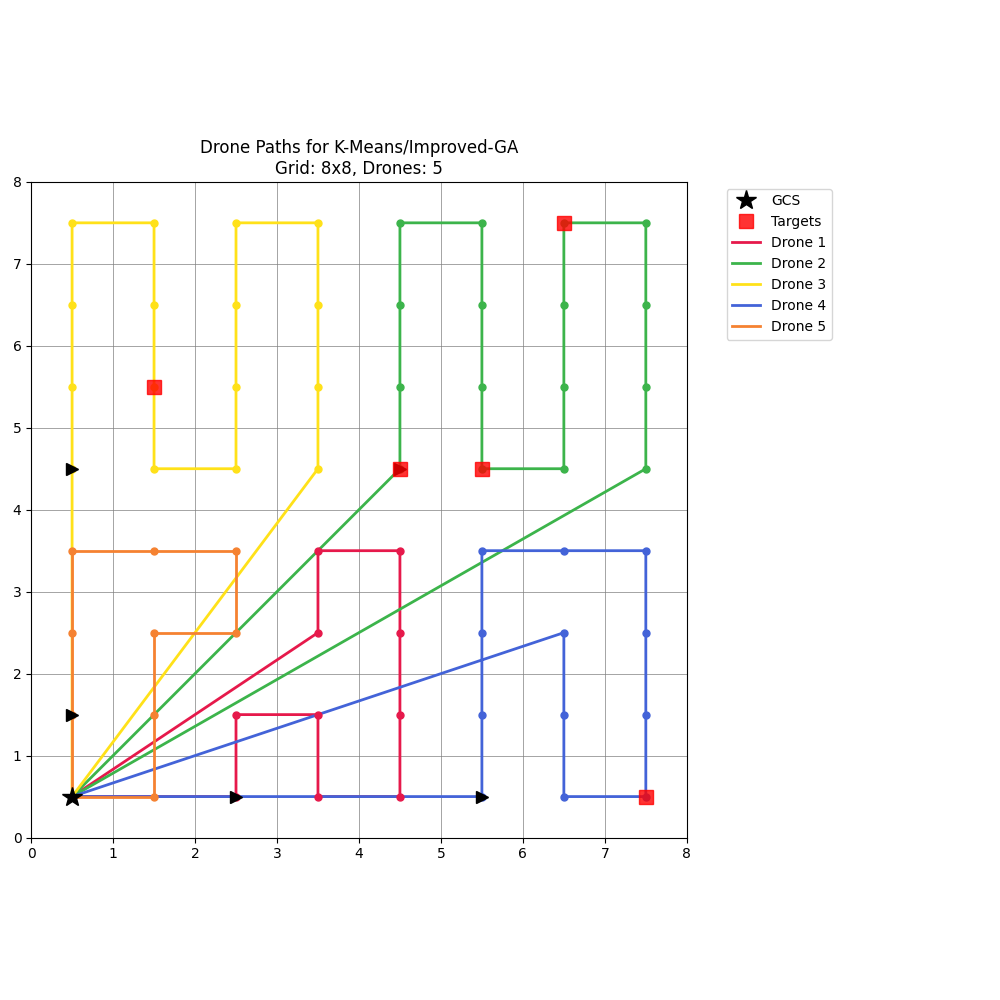 Drone Paths for K-Means/Improved-GA
Grid: 8x8, Drones: 5
8
7
6
5
4
3
2
1
0
0 1 2 3 4 5 6 7 8
GCS
Targets
Drone 1
Drone 2
Drone 3
Drone 4
Drone 5